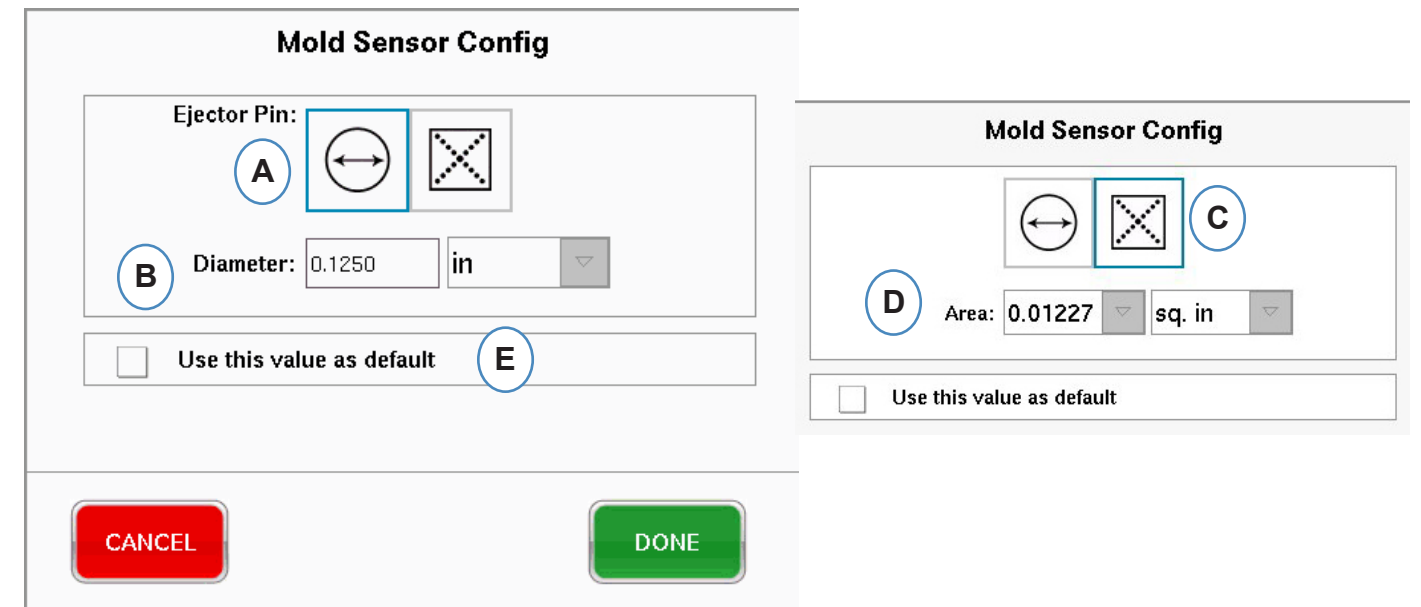 Mold Sensor Config
Ejector Pin:
A
B
Diameter: 0.1250 in
Use this value as default E
CANCEL DONE
Mold Sensor Config
C
D
Area: 0.01227 sq. in
Use this value as default